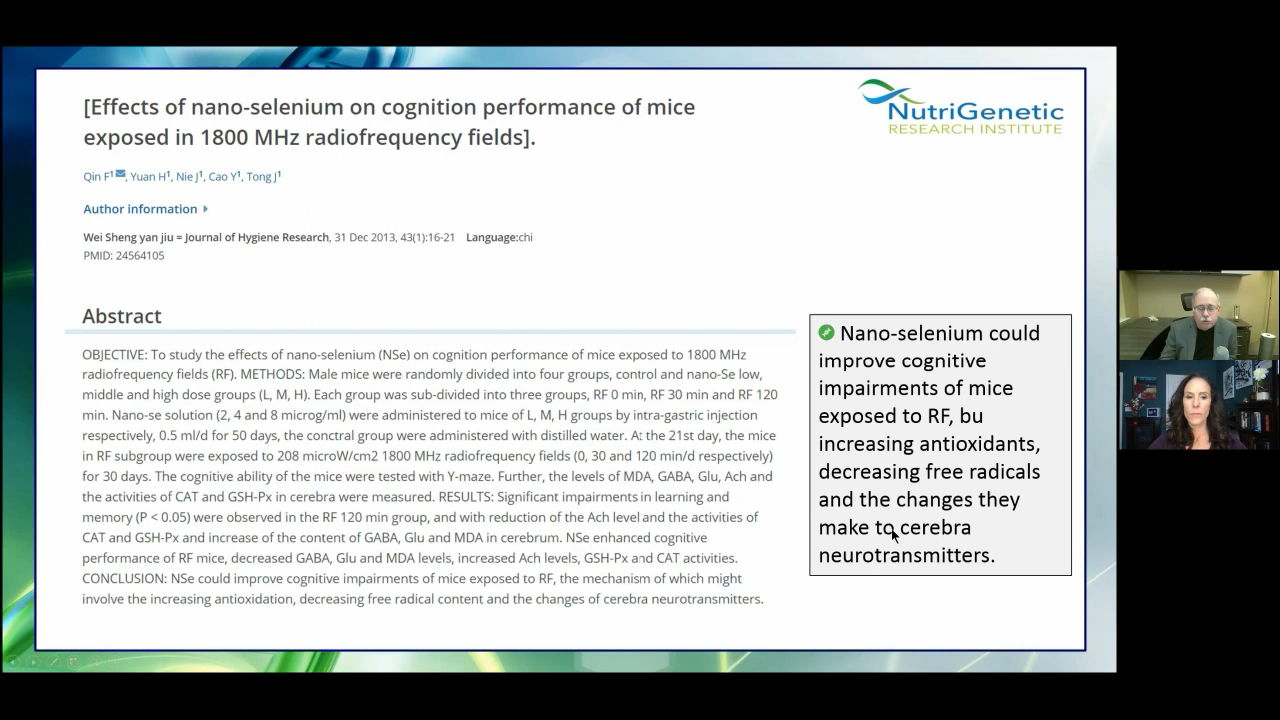 [Effects of nano-selenium on cognition performance of mice
exposed in 1800 MHz radiofrequency fields].
NutriGenetic
RESEARCH INSTITUTE
Qin F1, Yuan H1, Nie J1, Cao Y1, Tong J1
Author information
Wei Sheng yan jiu = Journal of Hygiene Research, 31 Dec 2013, 43(1):16-21 Language:chi
PMID: 24564105
Abstract
OBJECTIVE: To study the effects of nano-selenium (NSe) on cognition performance of mice exposed to 1800 MHz
radiofrequency fields (RF). METHODS: Male mice were randomly divided into four groups, control and nano-Se low,
middle and high dose groups (L, M, H). Each group was sub-divided into three groups, RF 0 min, RF 30 min and RF 120
min. Nano-se solution (2, 4 and 8 microg/ml) were administered to mice of L, M, H groups by intra-gastric injection
respectively, 0.5 ml/d for 50 days, the conctral group were administered with distilled water. At the 21st day, the mice
in RF subgroup were exposed to 208 microW/cm2 1800 MHz radiofrequency fields (0, 30 and 120 min/d respectively)
for 30 days. The cognitive ability of the mice were tested with Y-maze. Further, the levels of MDA, GABA, Glu, Ach and
the activities of CAT and GSH-Px in cerebra were measured. RESULTS: Significant impairments in learning and
memory (P < 0.05) were observed in the RF 120 min group, and with reduction of the Ach level and the activities of
CAT and GSH-Px and increase of the content of GABA, Glu and MDA in cerebrum. NSe enhanced cognitive
performance of RF mice, decreased GABA, Glu and MDA levels, increased Ach levels, GSH-Px and CAT activities.
CONCLUSION: NSe could improve cognitive impairments of mice exposed to RF, the mechanism of which might
involve the increasing antioxidation, decreasing free radical content and the changes of cerebra neurotransmitters.
Nano-selenium could
improve cognitive
impairments of mice
exposed to RF, bu
increasing antioxidants,
decreasing free radicals
and the changes they
make to cerebra
neurotransmitters.